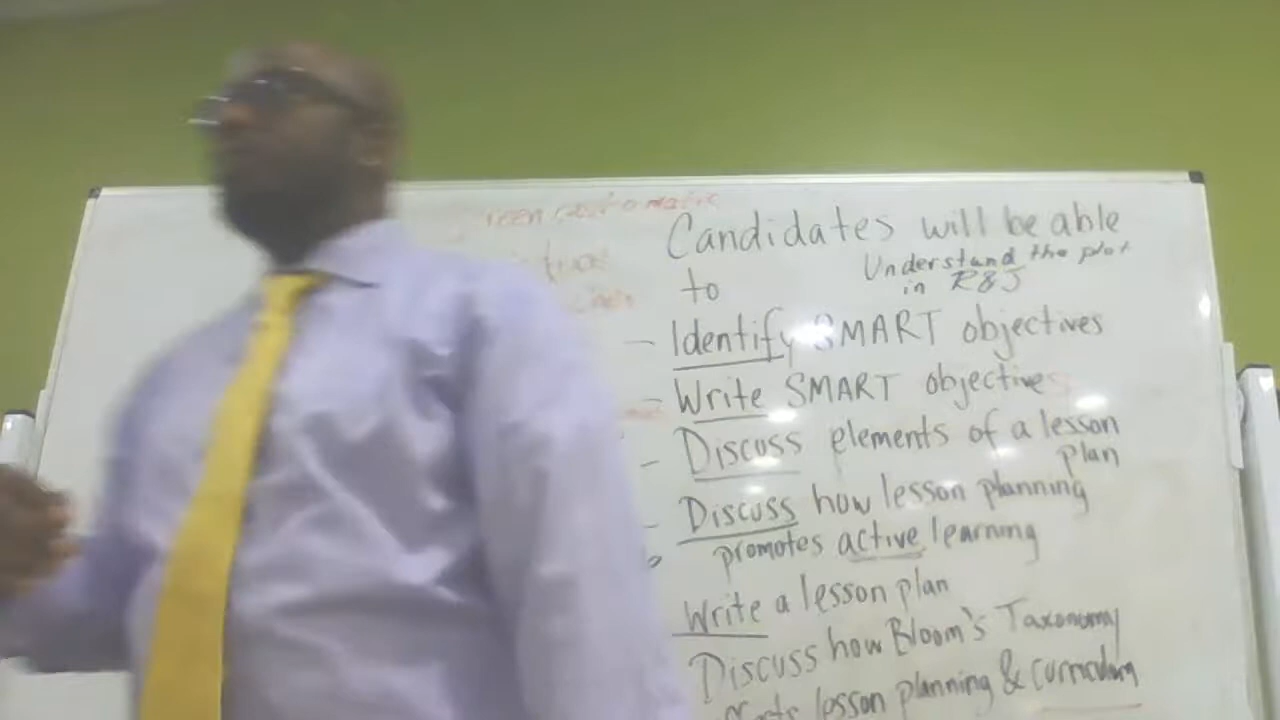 Candidates will be able
to
Understand the plot
in R&J
– Identify SMART objectives
– Write SMART objective
– Discuss elements of a lesson
plan
– Discuss how lesson planning
promotes active learning
Write a lesson plan
Discuss how Bloom's Taxonomy
lesson planning & curriculum